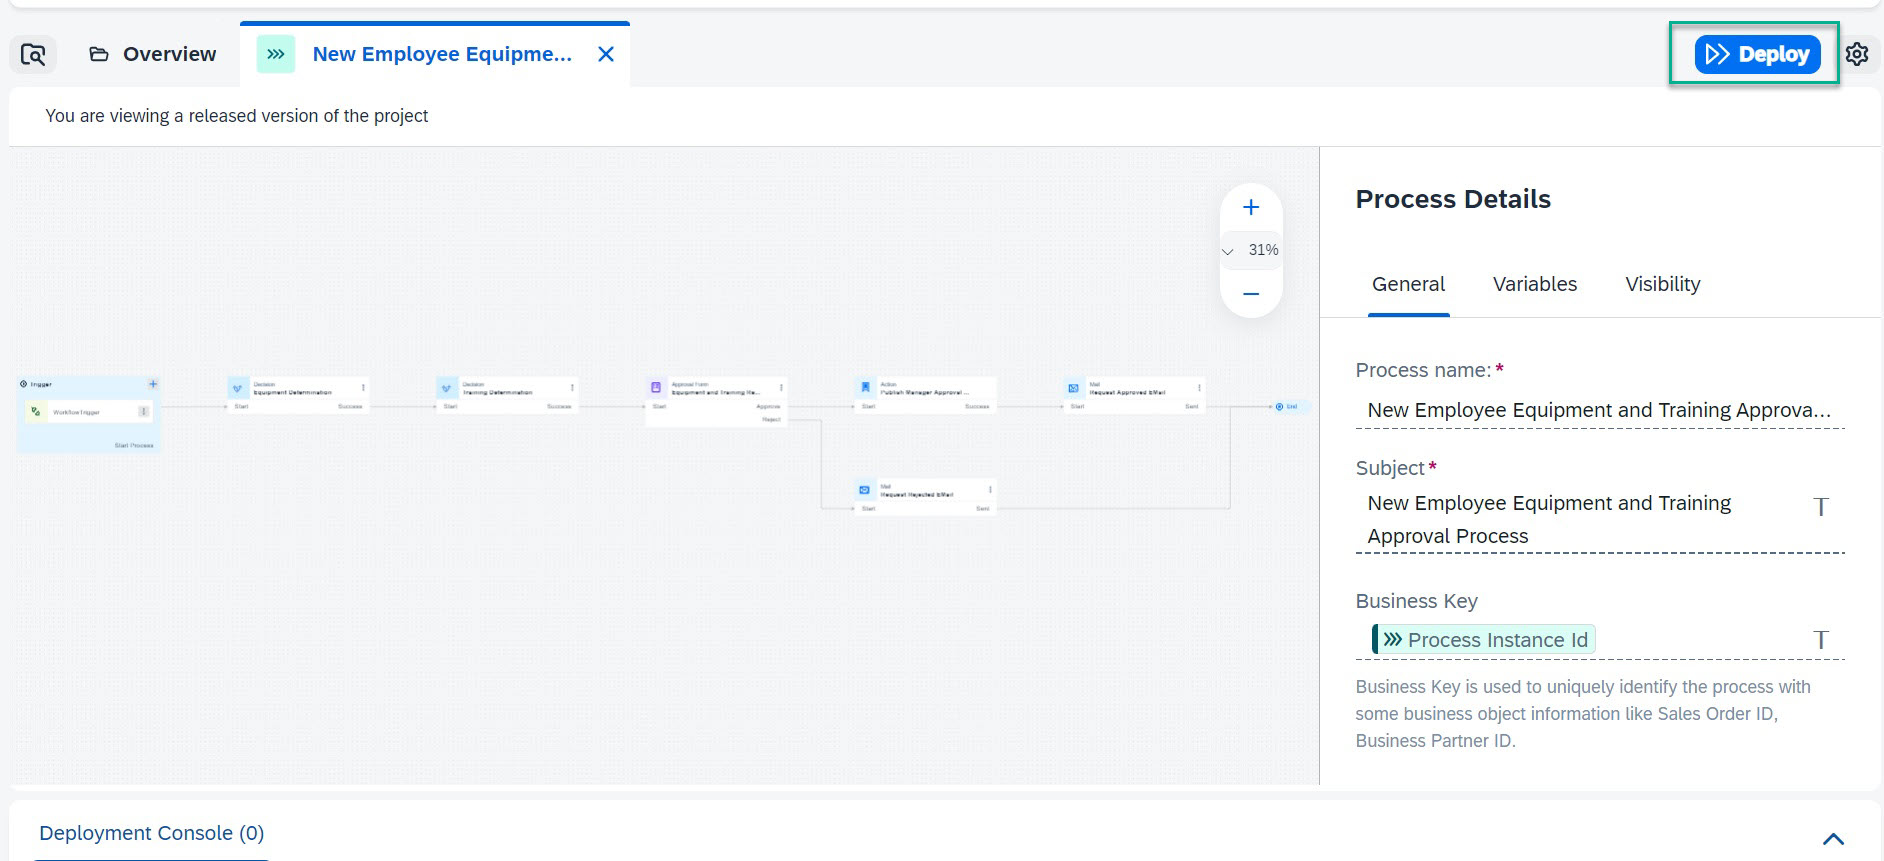 Overview
New Employee Equipme...
Deploy
You are viewing a released version of the project
31%
Trigger
Workflow Trigger
Start Process
Decision
Equipment Determination
Start
Success
Decision
Training Determination
Start
Success
Approval Form
Equipment and Training Re...
Start
Approve
Reject
Action
Publish Manager Approval ...
Start
Success
Mail
Request Approved EMail
Start
Sent
End
Mail
Request Rejected EMail
Start
Sent
Process Details
General
Variables
Visibility
Process name:*
New Employee Equipment and Training Approva...
Subject*
New Employee Equipment and Training
Approval Process
Business Key
Process Instance Id
Business Key is used to uniquely identify the process with
some business object information like Sales Order ID,
Business Partner ID.
Deployment Console (0)